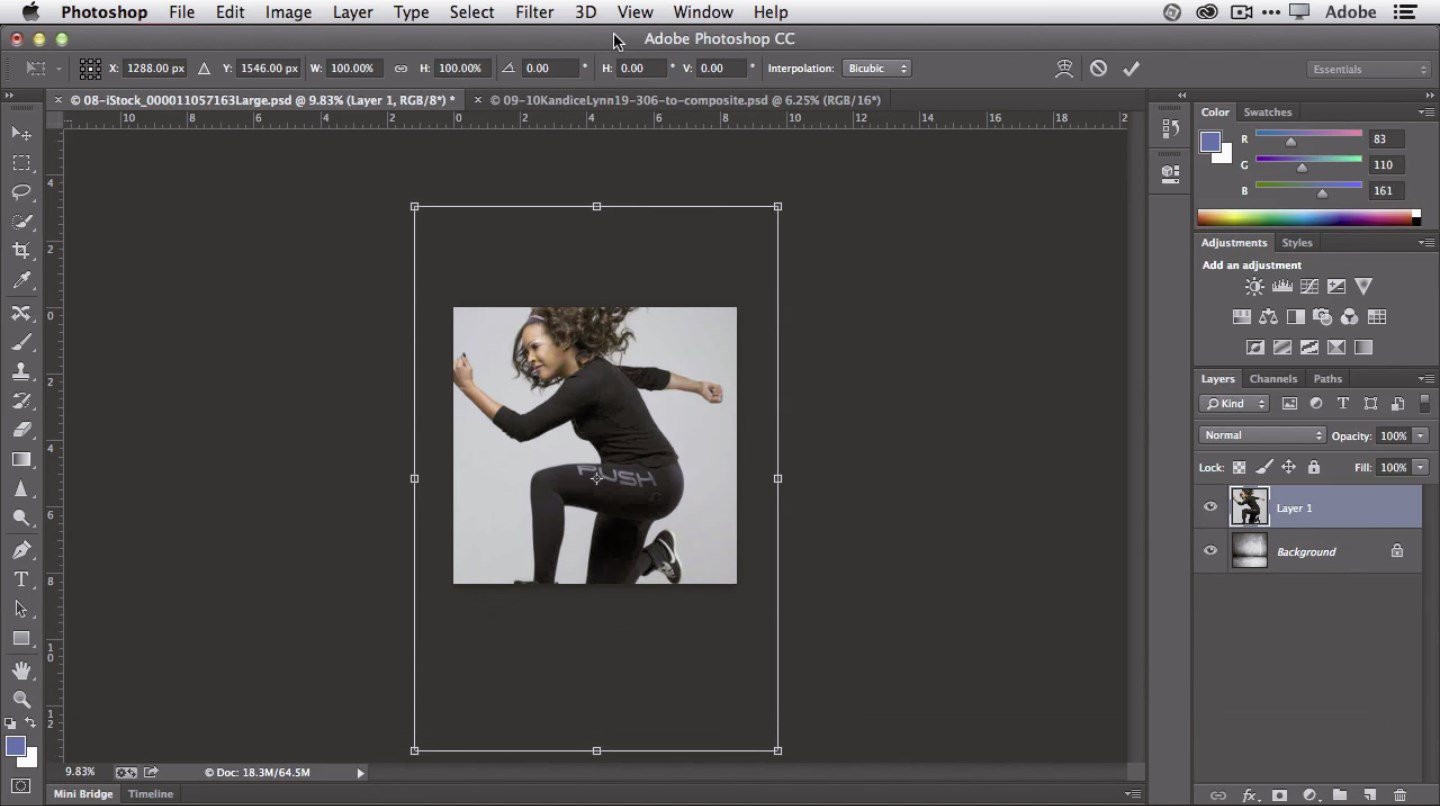 Photoshop File Edit Image Layer Type Select Filter 3D View Window Help Adobe
Adobe Photoshop CC
X: 1288.00 px Y: 1546.00 px W: 100.00% H: 100.00% 0.00 ° H: 0.00 ° V: 0.00 ° Interpolation: Bicubic Essentials
× © 08-iStock_000011057163Large.psd @ 9.83% (Layer 1, RGB/8*) * × © 09-10KandiceLynn19-306-to-composite.psd @ 6.25% (RGB/16*)
10 8 6 4 2 0 2 4 6 8 10 12 14 16 18 2
4
2
0
2
4
6
8
1
0
1
2
PUSH
Color Swatches
R 83
G 110
B 161
Adjustments Styles
Add an adjustment
Layers Channels Paths
Kind T
Normal Opacity: 100%
Lock: Fill: 100%
Layer 1
Background
fx
9.83% © Doc: 18.3M/64.5M
Mini Bridge Timeline